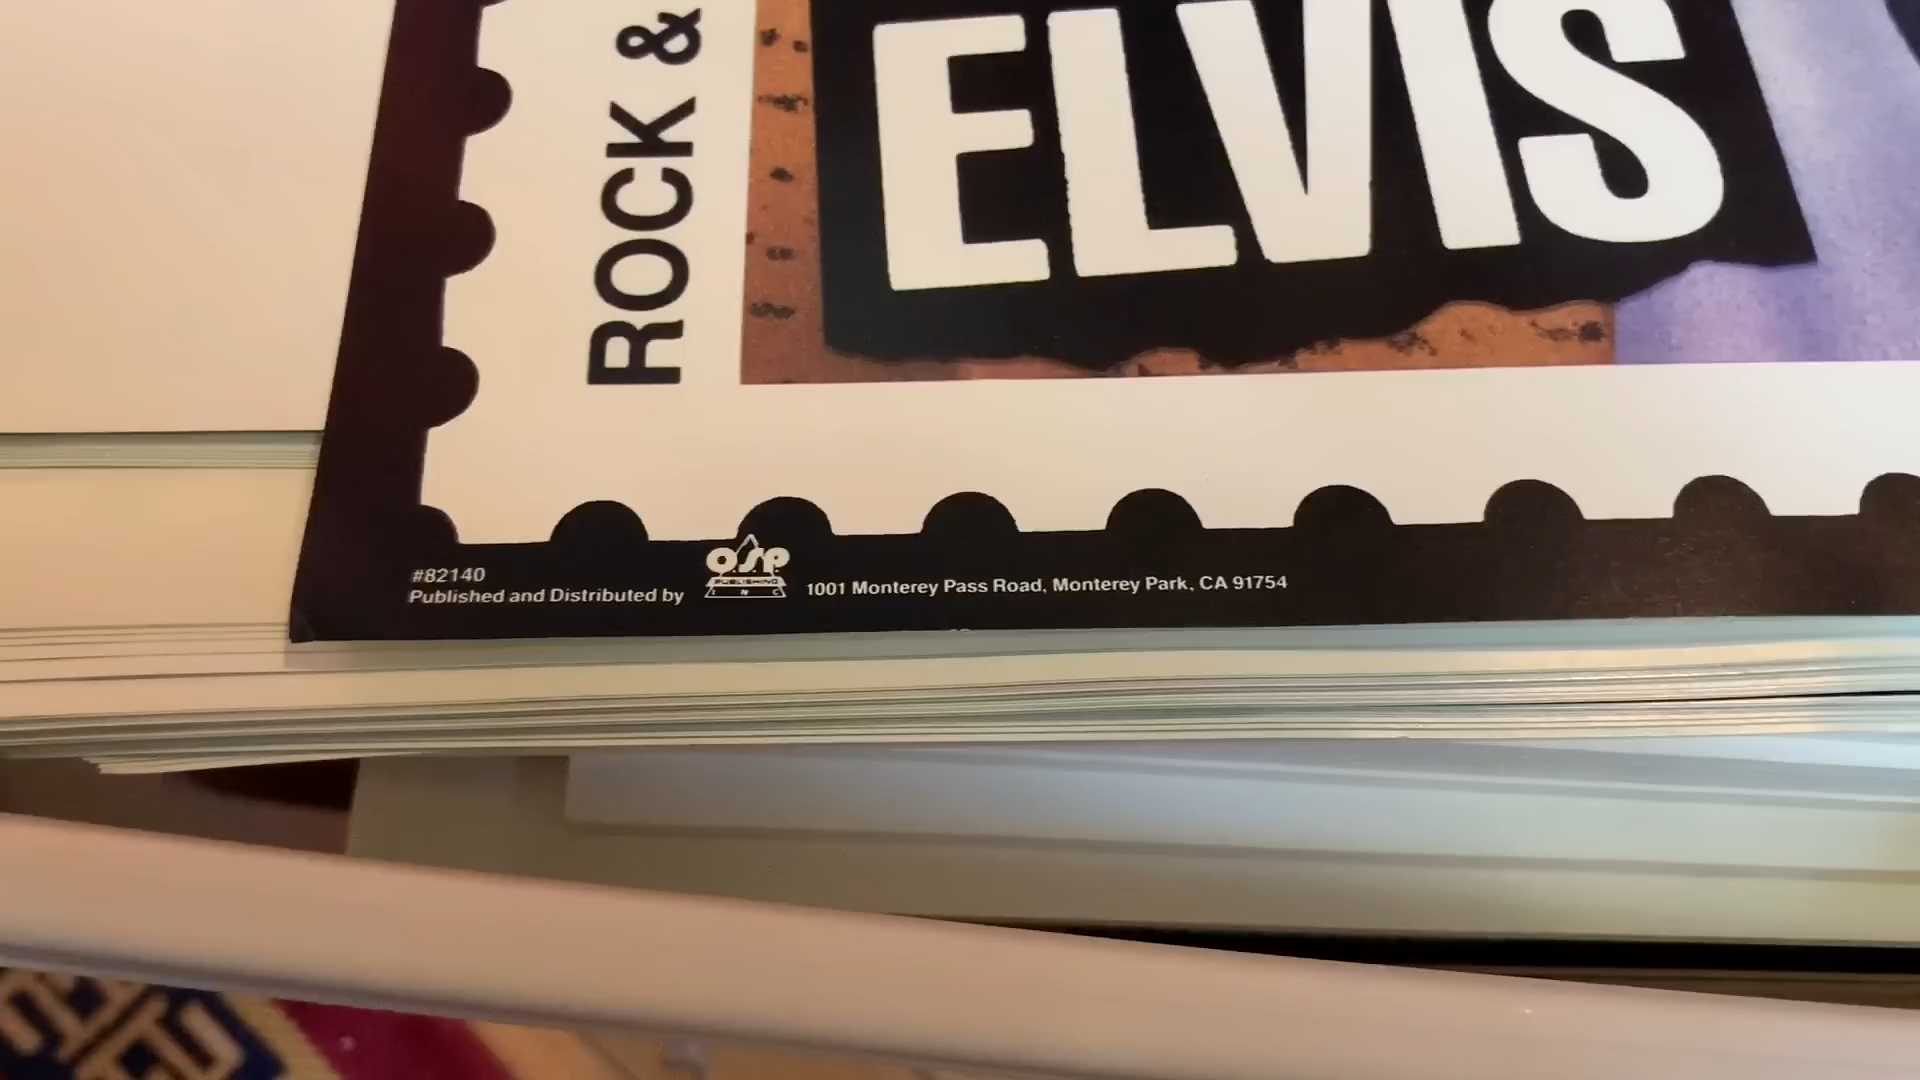 ROCK &
ELVIS
#82140
Published and Distributed by
OSP
PUBLISHING
INC
1001 Monterey Pass Road, Monterey Park, CA 91754